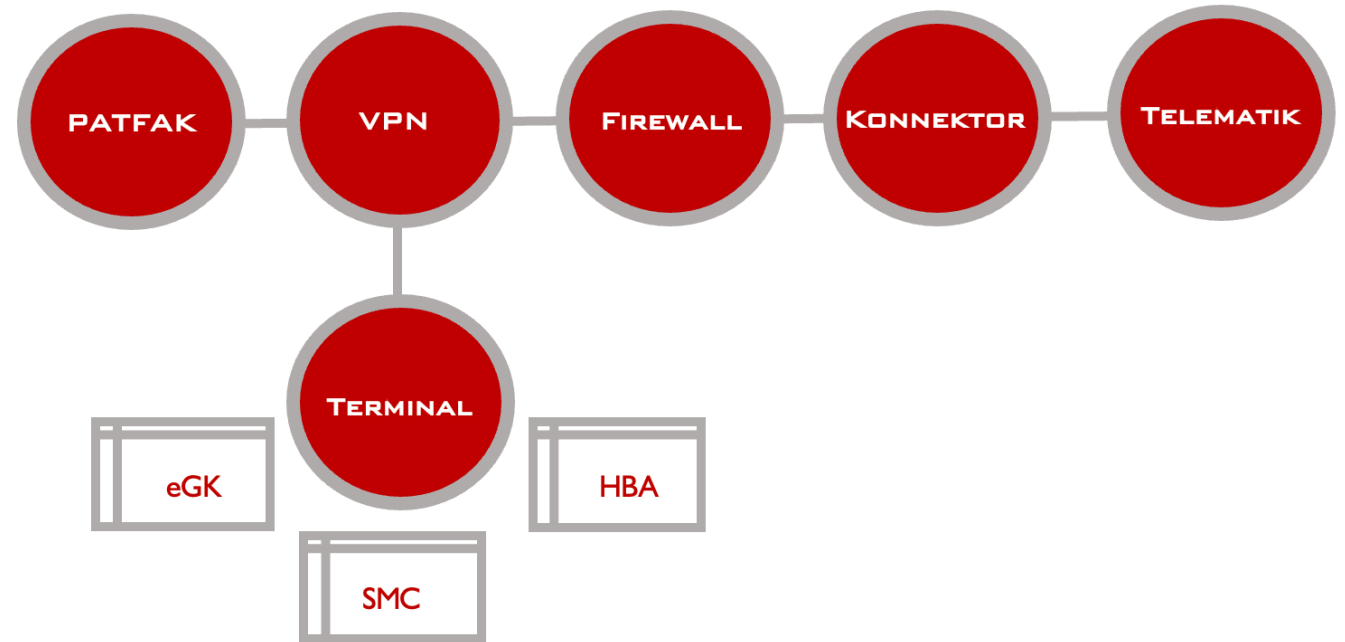 PATFAK
VPN
Firewall
Konnektor
Telematik
Terminal
eGK
HBA
SMC